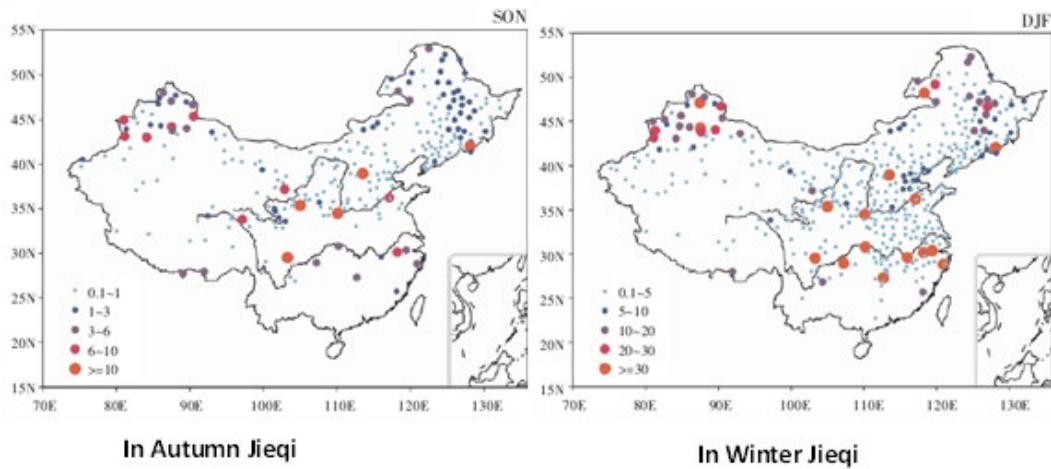 SON
55N
50N
45N
40N
35N
30N
25N
20N
15N
0.1~1
1~3
3~6
6~10
>=10
70E 80E 90E 100E 110E 120E 130E
In Autumn Jieqi
DJF
55N
50N
45N
40N
35N
30N
25N
20N
15N
0.1~5
5~10
10~20
20~30
>=30
70E 80E 90E 100E 110E 120E 130E
In Winter Jieqi